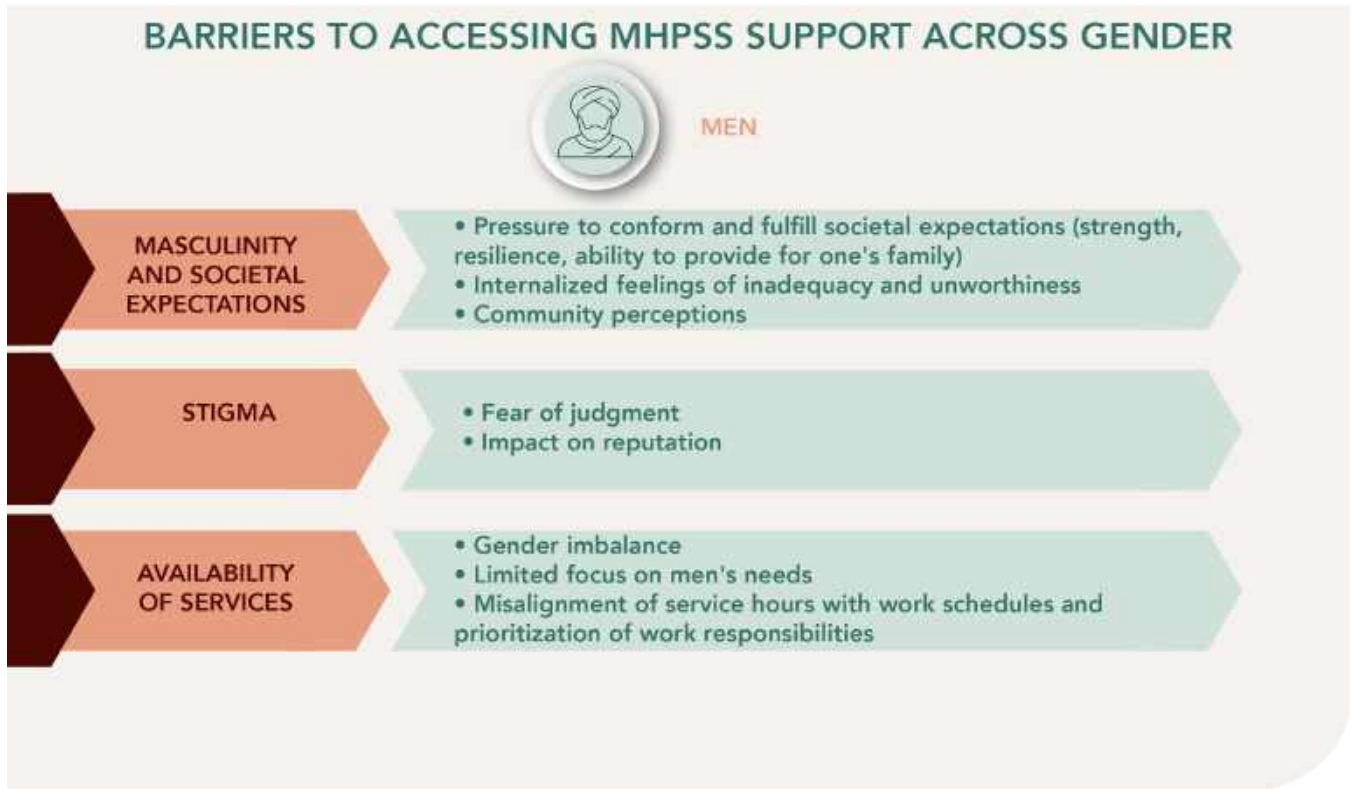 BARRIERS TO ACCESSING MHPSS SUPPORT ACROSS GENDER
MEN
MASCULINITY
AND SOCIETAL
EXPECTATIONS
• Pressure to conform and fulfill societal expectations (strength,
resilience, ability to provide for one's family)
• Internalized feelings of inadequacy and unworthiness
• Community perceptions
STIGMA
• Fear of judgment
• Impact on reputation
AVAILABILITY
OF SERVICES
• Gender imbalance
• Limited focus on men's needs
• Misalignment of service hours with work schedules and
prioritization of work responsibilities